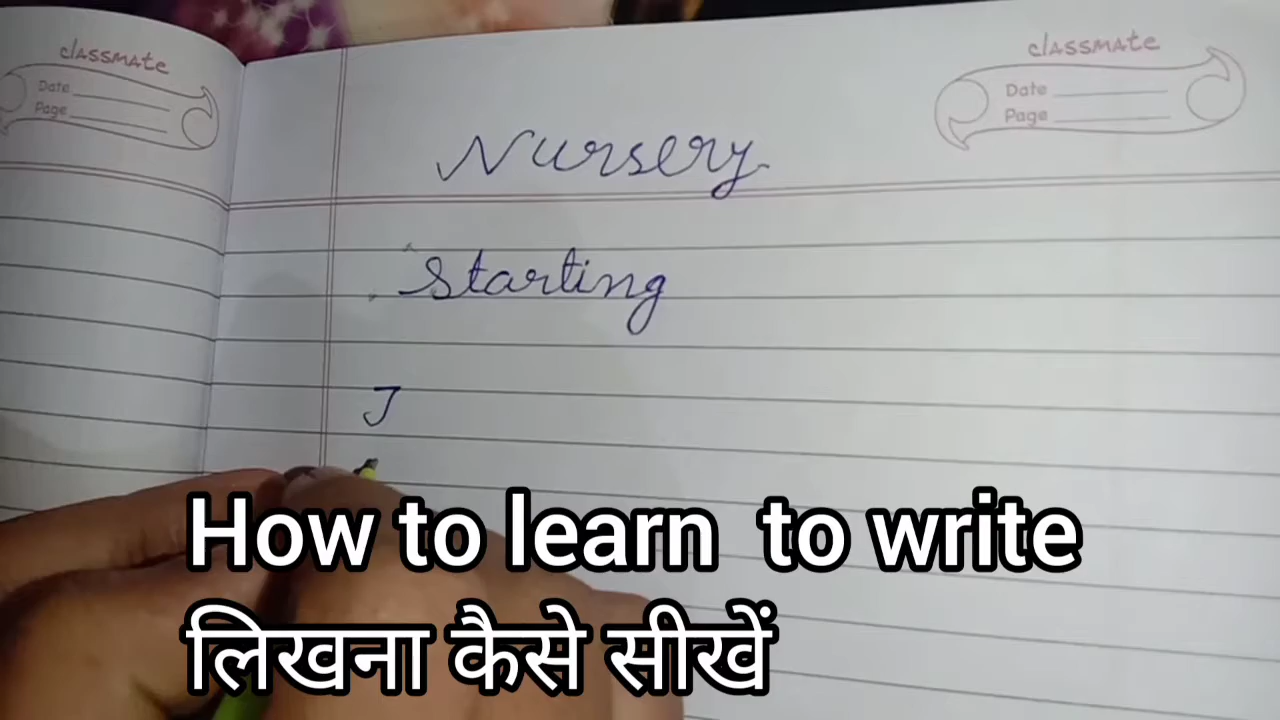 classmate
Date
Page
classmate
Date
Page
Nursery
Starting
J
How to learn to write
लिखना कैसे सीखें